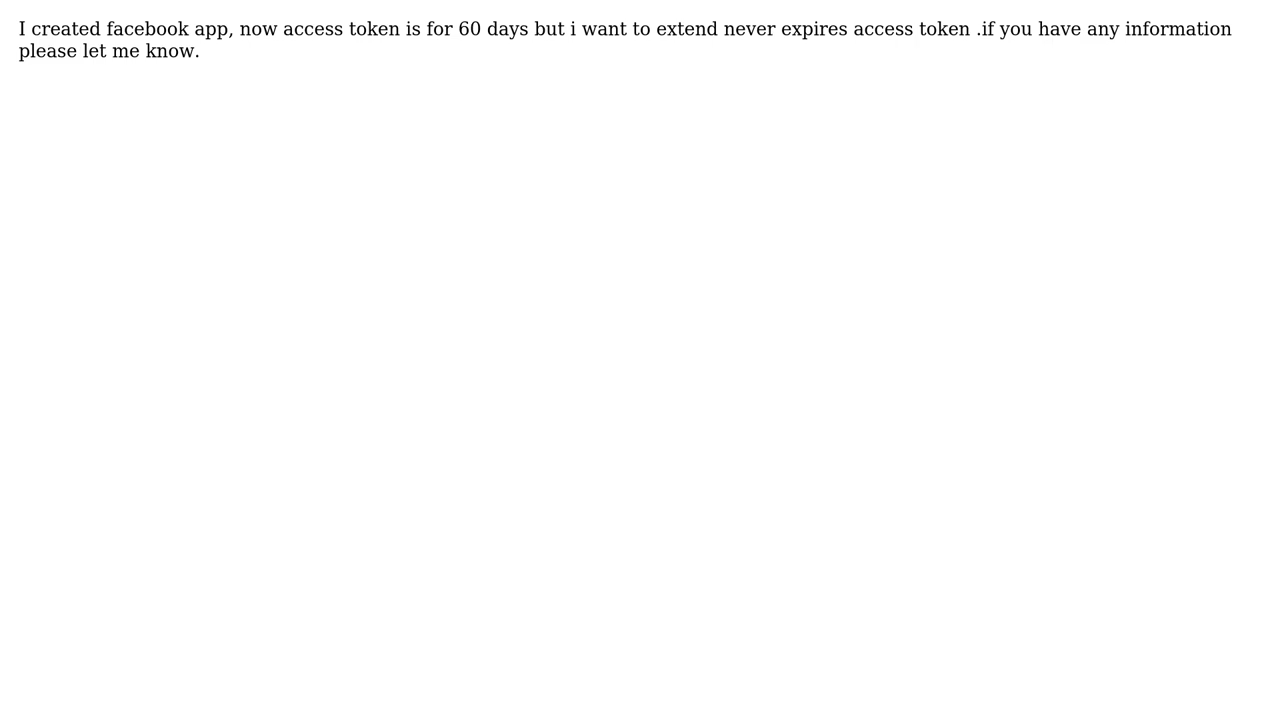 I created facebook app, now access token is for 60 days but i want to extend never expires access token .if you have any information
please let me know.